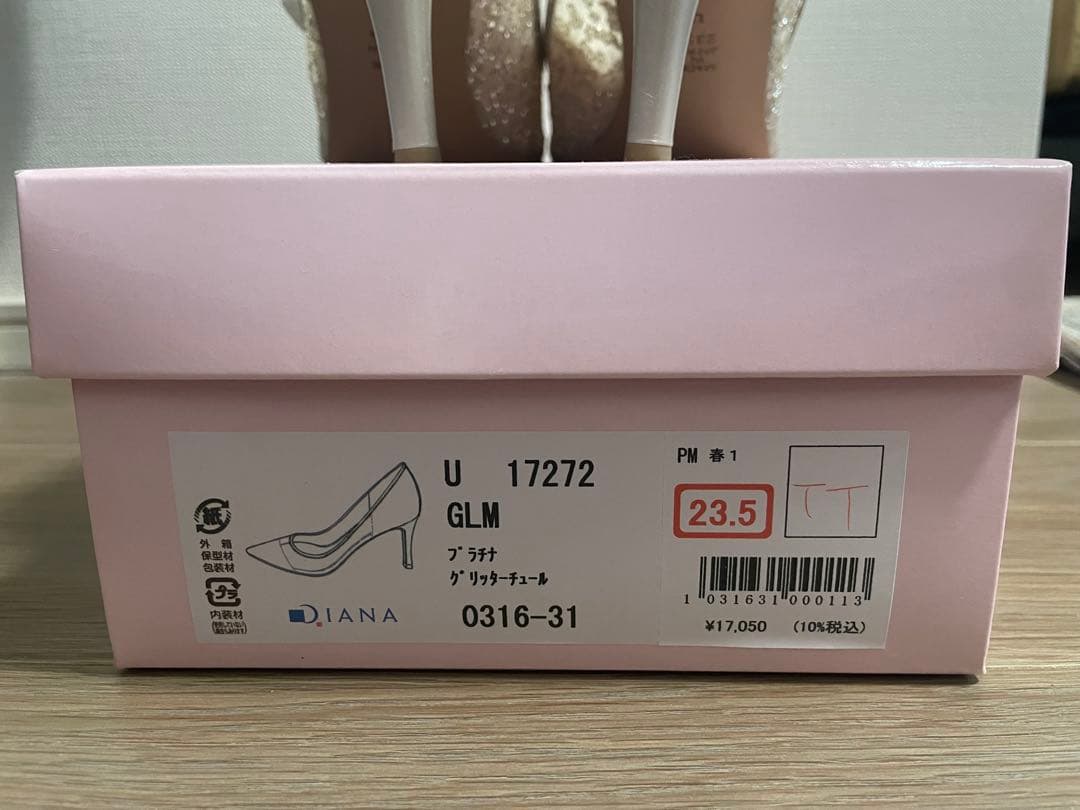 紙
外箱
保型材
包装材
プラ
内装材
DIANA
U 17272
GLM
プラチナ
グリッターチュール
0316-31
PM 春1
23.5
TT
1 031631 000113
¥17,050 (10%税込)